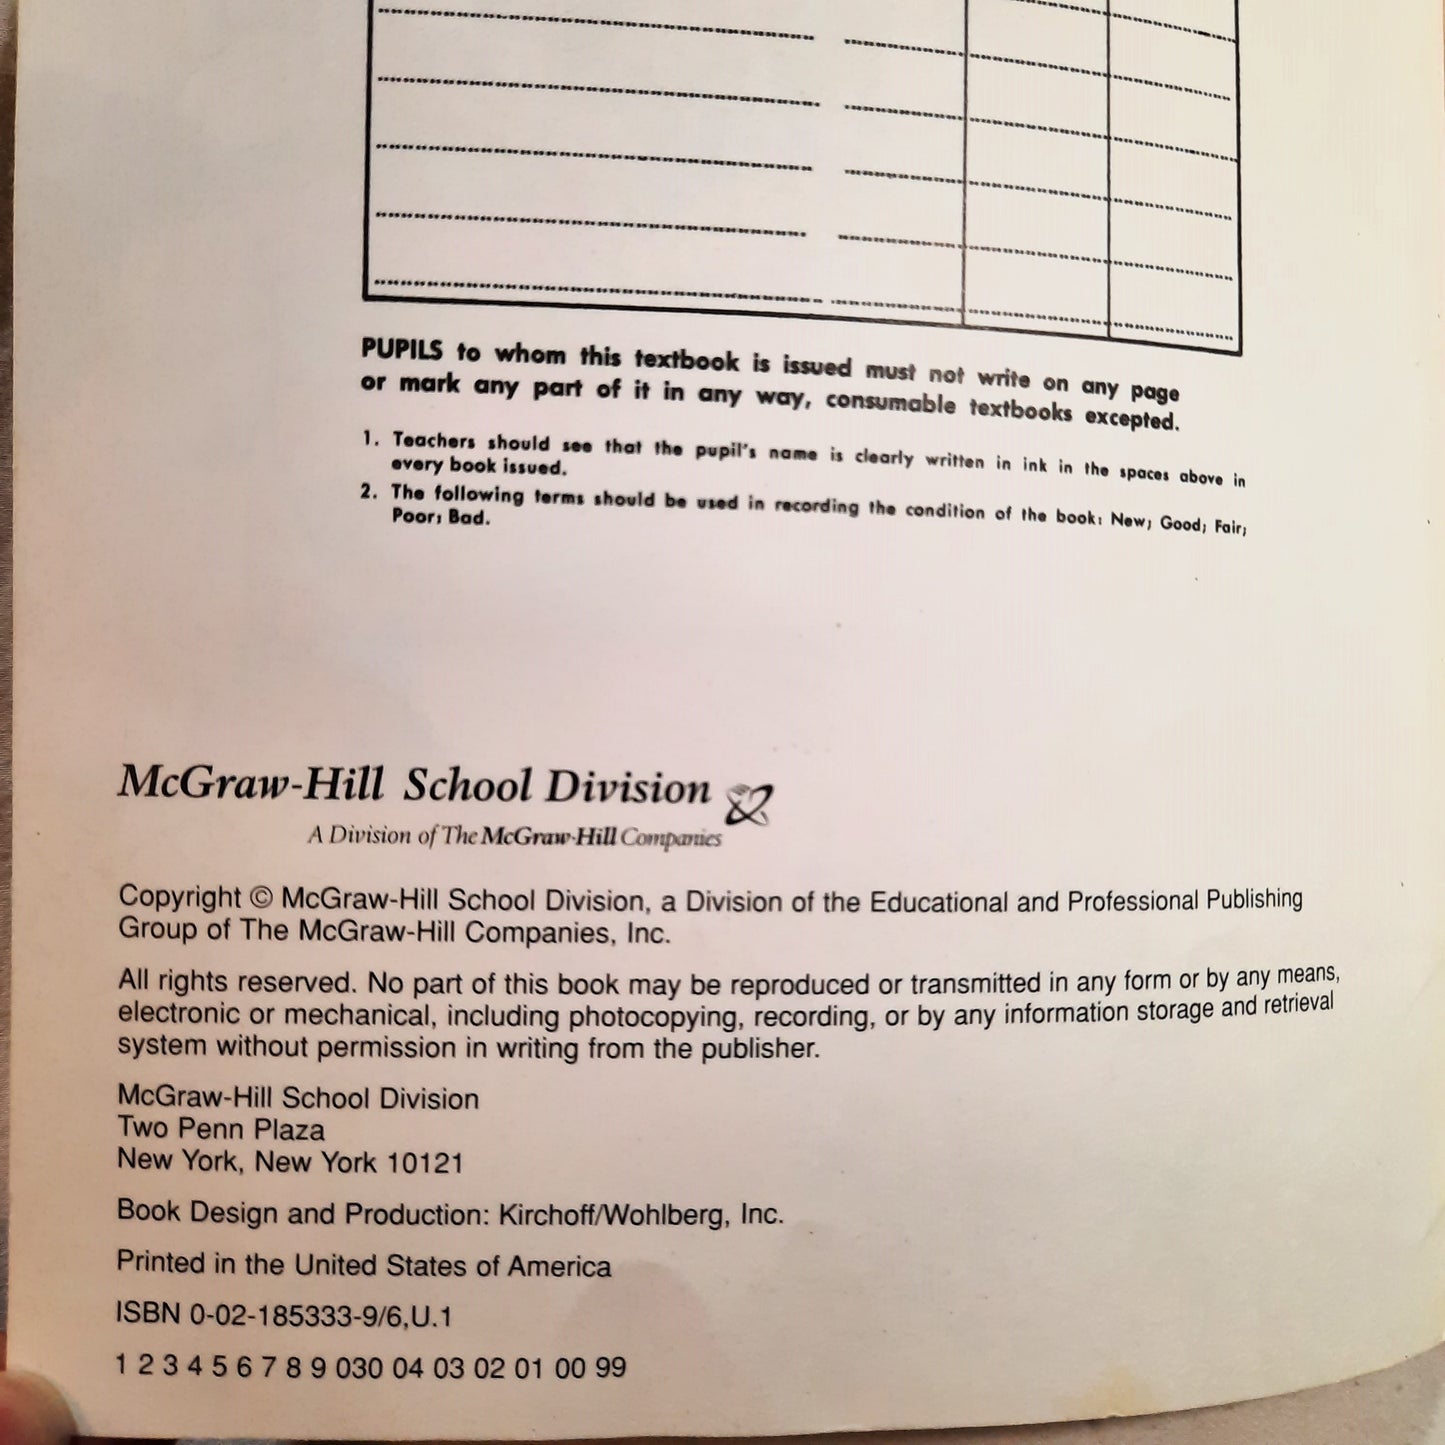 PUPILS to whom this textbook is issued must not write on any page
or mark any part of it in any way, consumable textbooks excepted.
1. Teachers should see that the pupil's name is clearly written in ink in the spaces above in
every book issued.
2. The following terms should be used in recording the condition of the book: New; Good; Fair;
Poor; Bad.
McGraw-Hill School Division
A Division of The McGraw-Hill Companies
Copyright © McGraw-Hill School Division, a Division of the Educational and Professional Publishing
Group of The McGraw-Hill Companies, Inc.
All rights reserved. No part of this book may be reproduced or transmitted in any form or by any means,
electronic or mechanical, including photocopying, recording, or by any information storage and retrieval
system without permission in writing from the publisher.
McGraw-Hill School Division
Two Penn Plaza
New York, New York 10121
Book Design and Production: Kirchoff/Wohlberg, Inc.
Printed in the United States of America
ISBN 0-02-185333-9/6,U.1
1 2 3 4 5 6 7 8 9 030 04 03 02 01 00 99